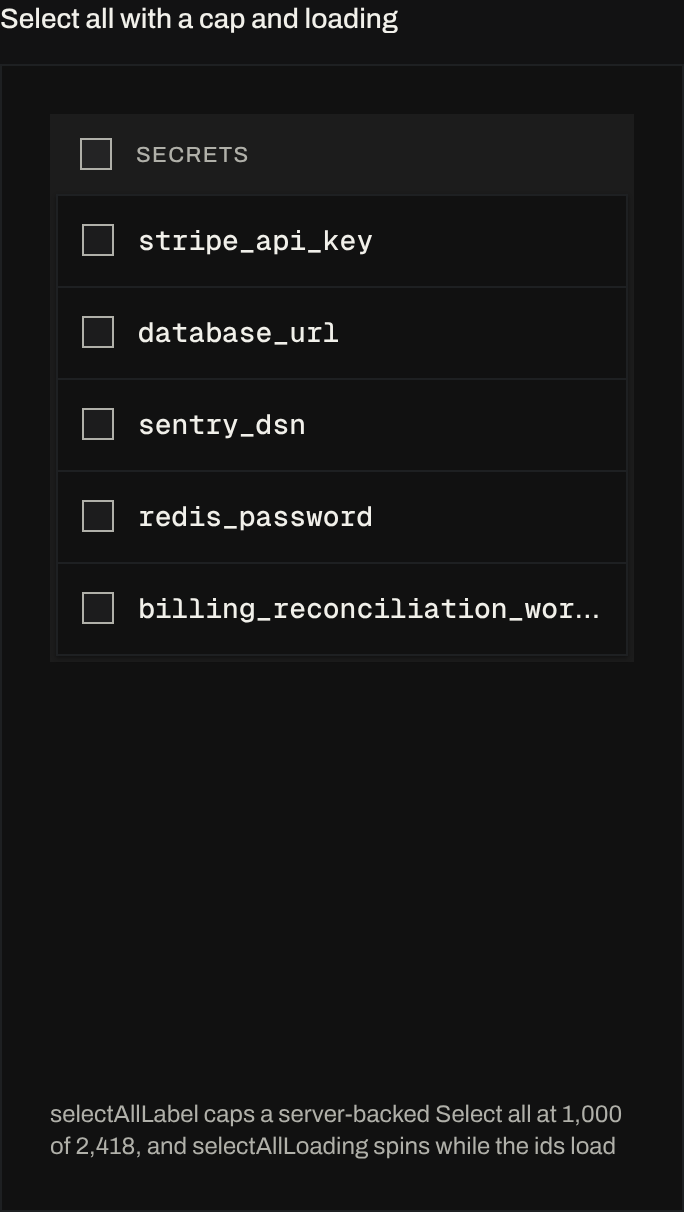 Select all with a cap and loading
SECRETS
stripe_api_key
database_url
sentry_dsn
redis_password
billing_reconciliation_wor...
selectAllLabel caps a server-backed Select all at 1,000
of 2,418, and selectAllLoading spins while the ids load